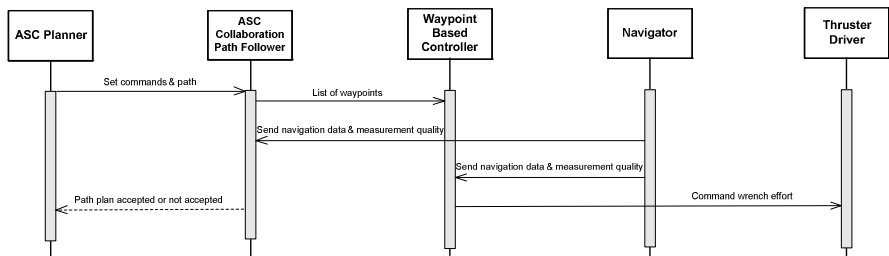 ASC Planner
ASC
Collaboration
Path Follower
Waypoint
Based
Controller
Navigator
Thruster
Driver
Set commands & path
List of waypoints
Send navigation data & measurement quality
Send navigation data & measurement quality
Path plan accepted or not accepted
Command wrench effort